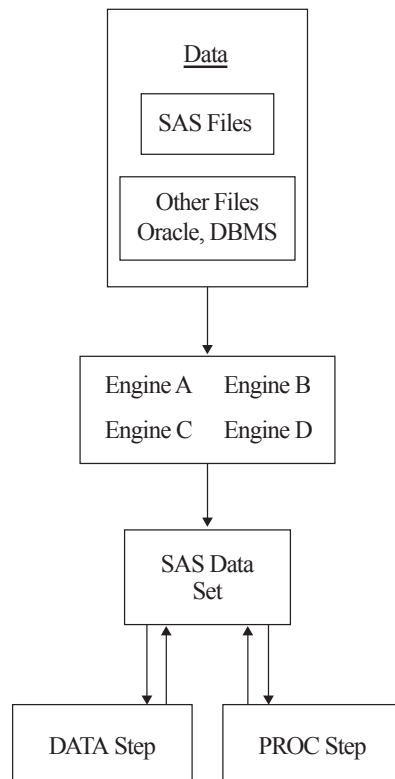 Data
SAS Files
Other Files
Oracle, DBMS
Engine A Engine B
Engine C Engine D
SAS Data
Set
DATA Step PROC Step